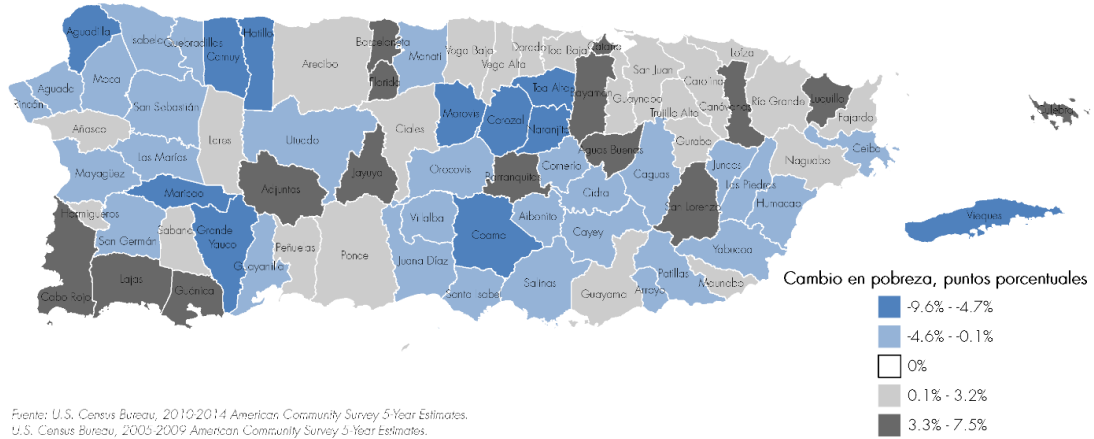 Aguadilla
Isabela
Quebradillas
Camuy
Hatillo
Arecibo
Barceloneta
Manatí
Vega Baja
Vega Alta
Dorado
Toa Baja
Cataño
San Juan
Loíza
Carolina
Río Grande
Luquillo
Fajardo
Culebra
Moca
Aguada
Rincón
San Sebastián
Florida
Morovis
Corozal
Toa Alta
Naranjito
Bayamón
Guaynabo
Trujillo Alto
Canóvanas
Añasco
Lares
Utuado
Ciales
Aguas Buenas
Gurabo
Naguabo
Ceiba
Las Marías
Mayagüez
Maricao
Adjuntas
Jayuya
Orocovis
Barranquitas
Comerío
Cidra
Caguas
Juncos
Las Piedras
Humacao
San Lorenzo
Hormigueros
San Germán
Sabana Grande
Yauco
Guayanilla
Peñuelas
Ponce
Villalba
Juana Díaz
Coamo
Aibonito
Cayey
Yabucoa
Vieques
Cabo Rojo
Lajas
Guánica
Santa Isabel
Salinas
Guayama
Arroyo
Patillas
Maunabo
Cambio en pobreza, puntos porcentuales
-9.6% - -4.7%
-4.6% - -0.1%
0%
0.1% - 3.2%
3.3% - 7.5%
Fuente: U.S. Census Bureau, 2010-2014 American Community Survey 5-Year Estimates.
U.S. Census Bureau, 2005-2009 American Community Survey 5-Year Estimates.